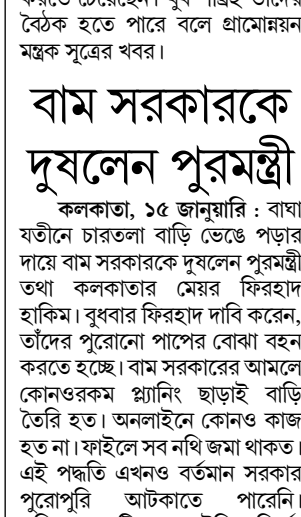 বৈঠক হতে পারে বলে গ্রামোন্নয়ন
মন্ত্রক সূত্রের খবর।
বাম সরকারকে
দুষলেন পুরমন্ত্রী
কলকাতা, ১৫ জানুয়ারি : বাঘা
যতীনে চারতলা বাড়ি ভেঙে পড়ার
দায়ে বাম সরকারকে দুষলেন পুরমন্ত্রী
তথা কলকাতার মেয়র ফিরহাদ
হাকিম। বুধবার ফিরহাদ দাবি করেন,
তাঁদের পুরোনো পাপের বোঝা বহন
করতে হচ্ছে। বাম সরকারের আমলে
কোনওরকম প্ল্যানিং ছাড়াই বাড়ি
তৈরি হত। অনলাইনে কোনও কাজ
হত না। ফাইলে সব নথি জমা থাকত।
এই পদ্ধতি এখনও বর্তমান সরকার
পুরোপুরি আটকাতে পারেনি।